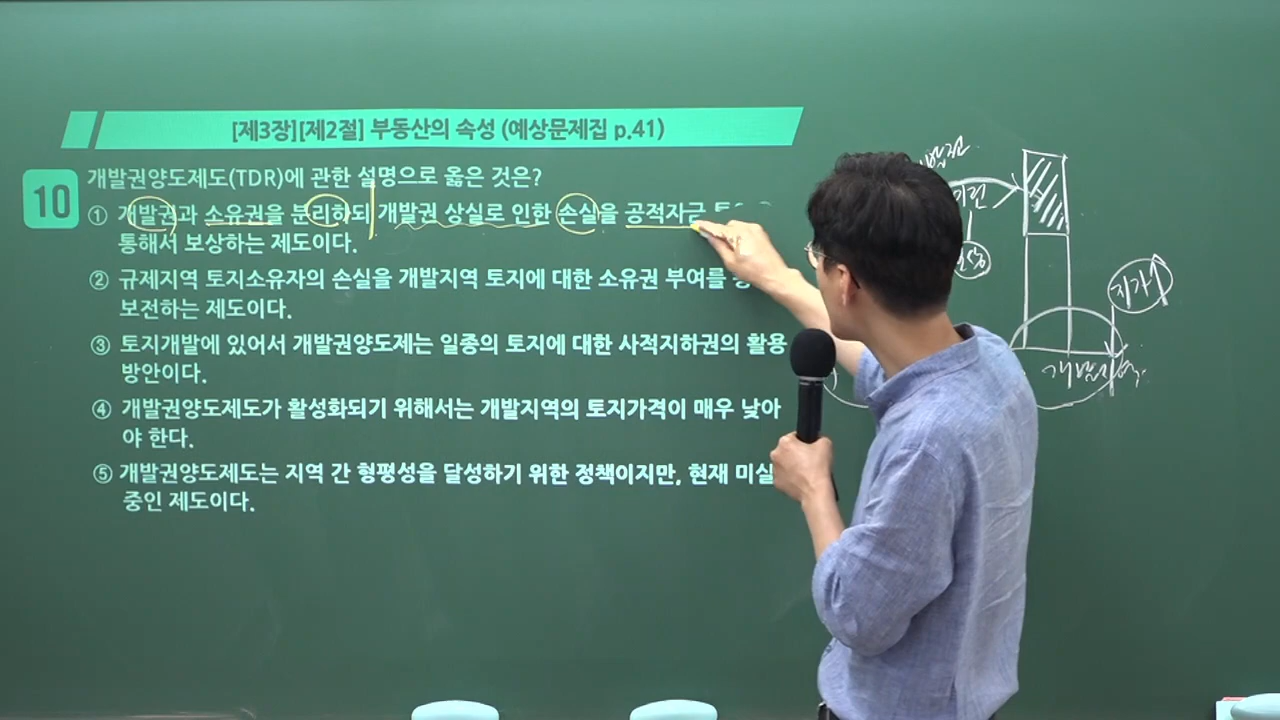 [제3장][제2절] 부동산의 속성 (예상문제집 p.41)
10
개발권양도제도(TDR)에 관한 설명으로 옳은 것은?
① 개발권과 소유권을 분리하되 개발권 상실로 인한 손실을 공적자금
통해서 보상하는 제도이다.
② 규제지역 토지소유자의 손실을 개발지역 토지에 대한 소유권 부여를
보전하는 제도이다.
③ 토지개발에 있어서 개발권양도제는 일종의 토지에 대한 사적지하권의 활용
방안이다.
④ 개발권양도제도가 활성화되기 위해서는 개발지역의 토지가격이 매우 낮아
야 한다.
⑤ 개발권양도제도는 지역 간 형평성을 달성하기 위한 정책이지만, 현재 미실
중인 제도이다.
지가